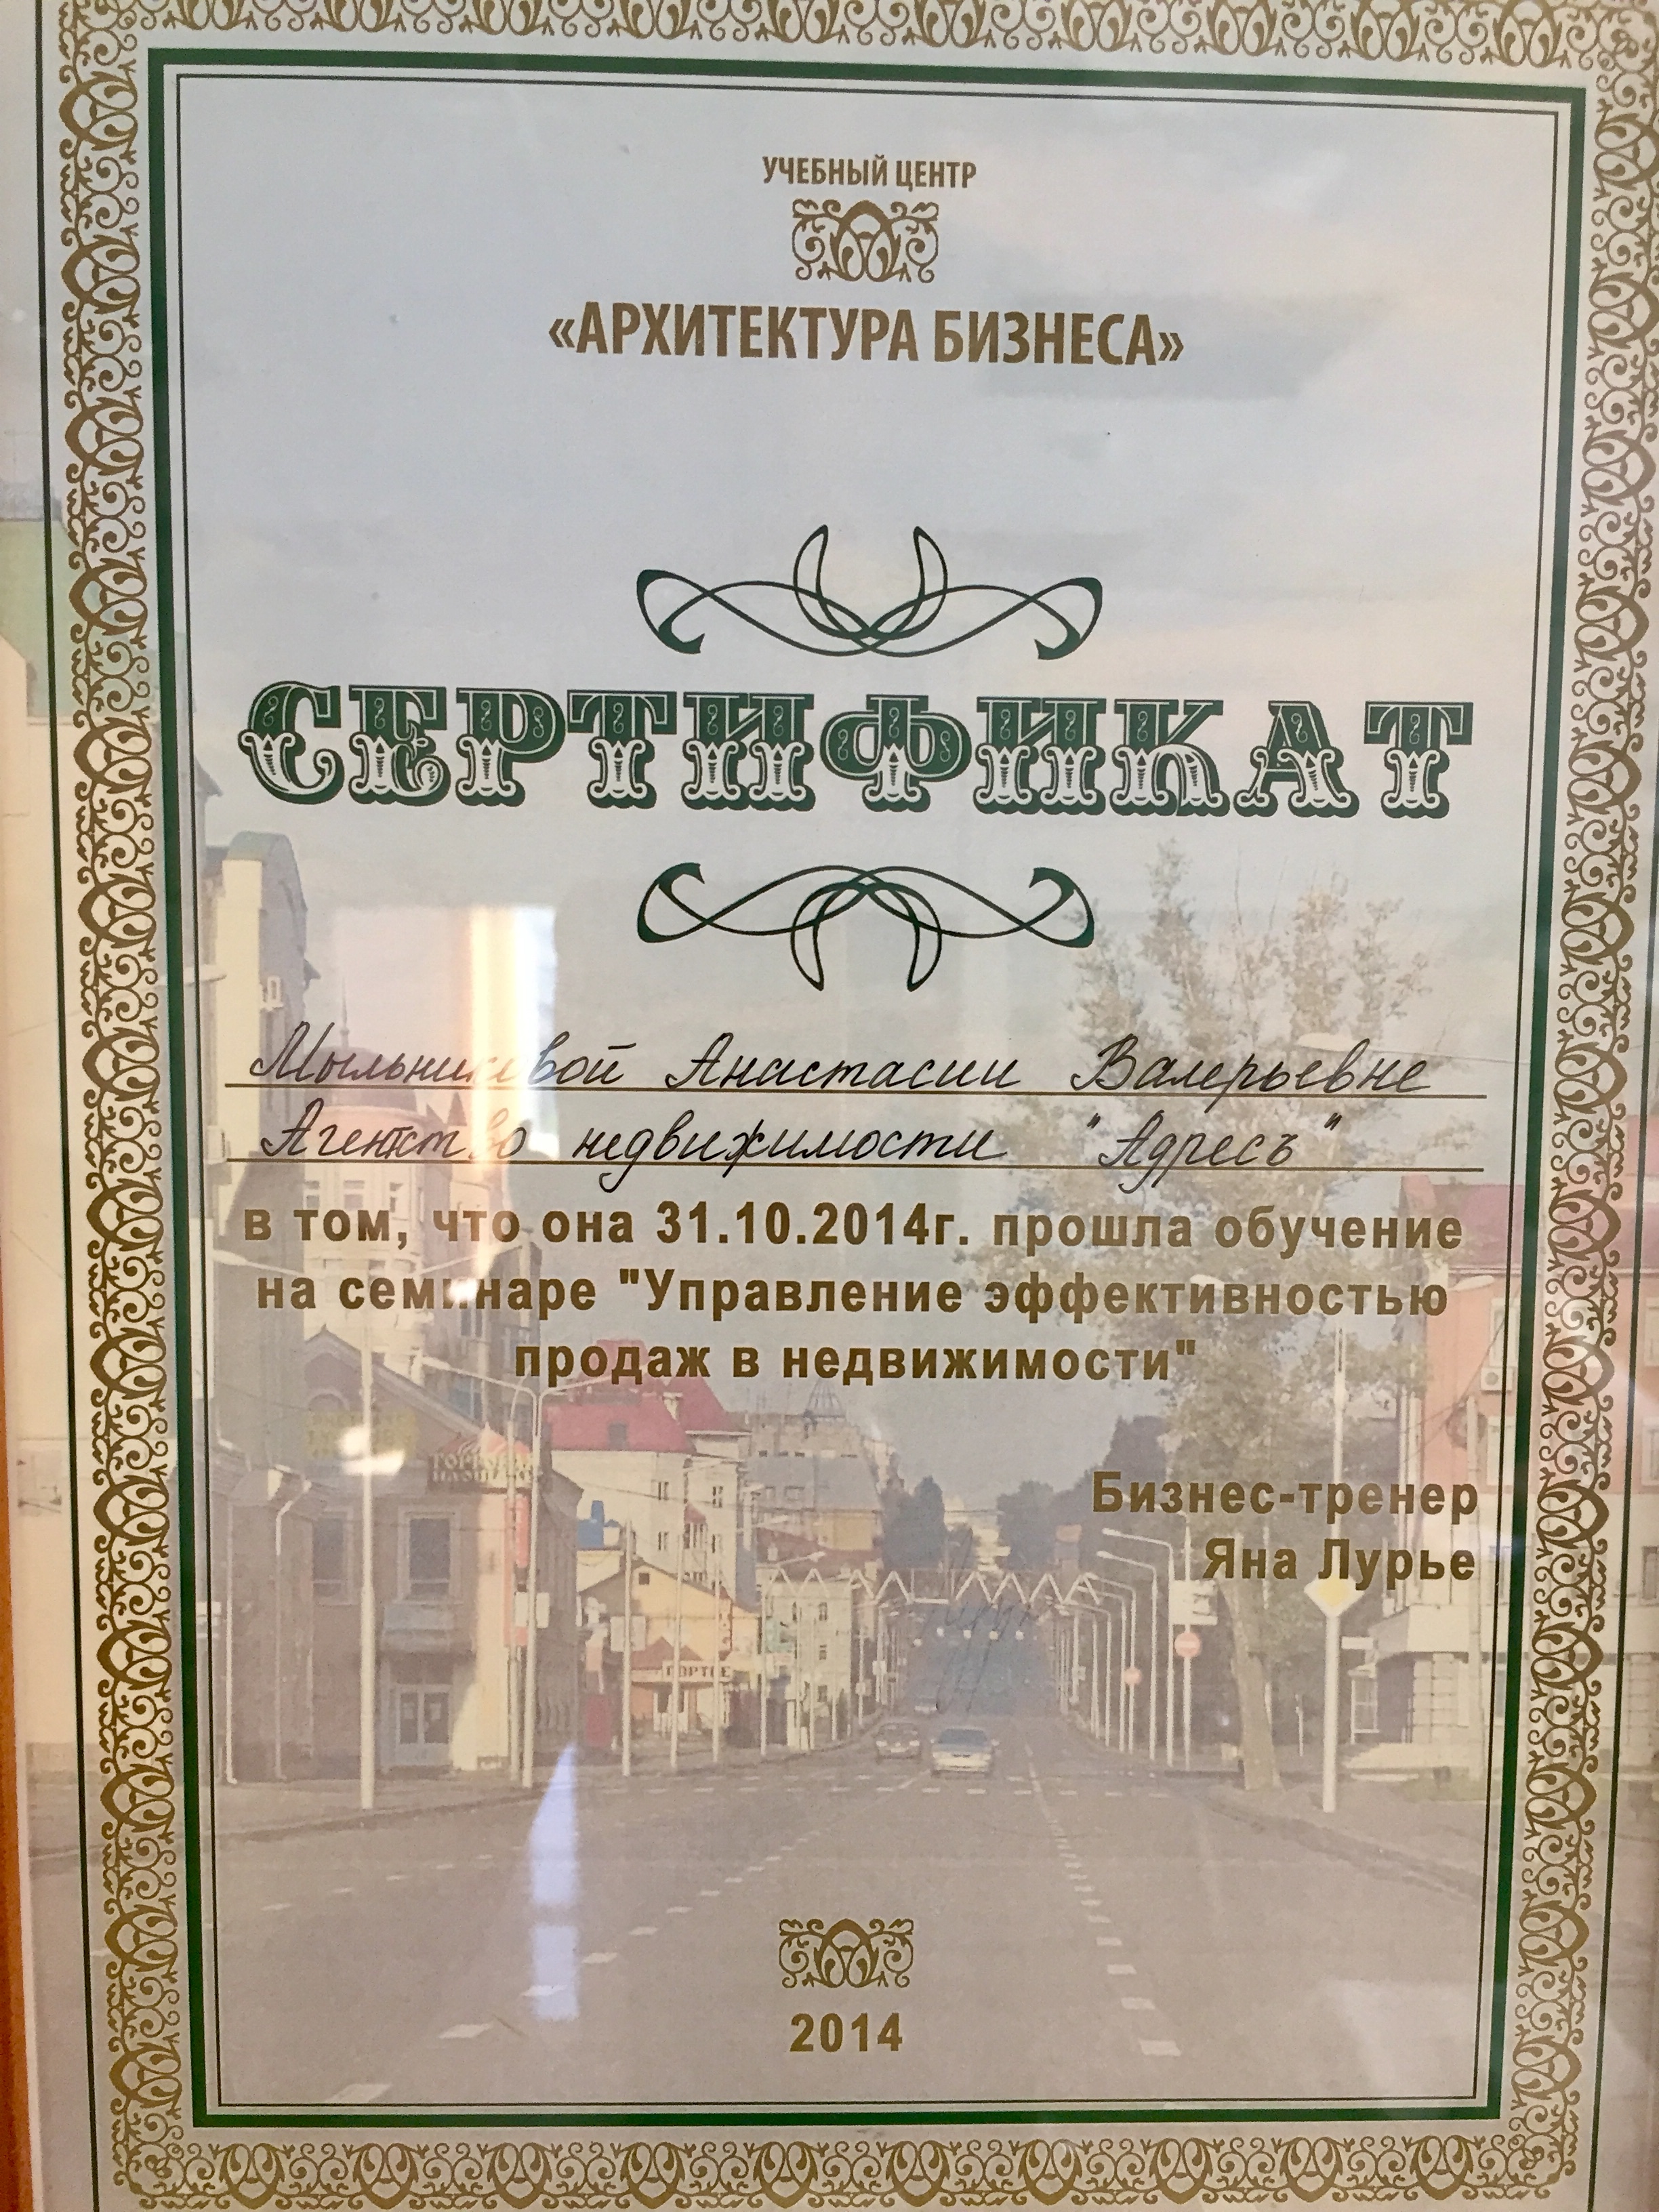 УЧЕБНЫЙ ЦЕНТР
«АРХИТЕКТУРА БИЗНЕСА»
СЕРТИФИКАТ
Мыльниковой Анастасии Валерьевне
Агентство недвижимости "Адресъ"
в том, что она 31.10.2014г. прошла обучение
на семинаре "Управление эффективностью
продаж в недвижимости"
Бизнес-тренер
Яна Лурье
2014